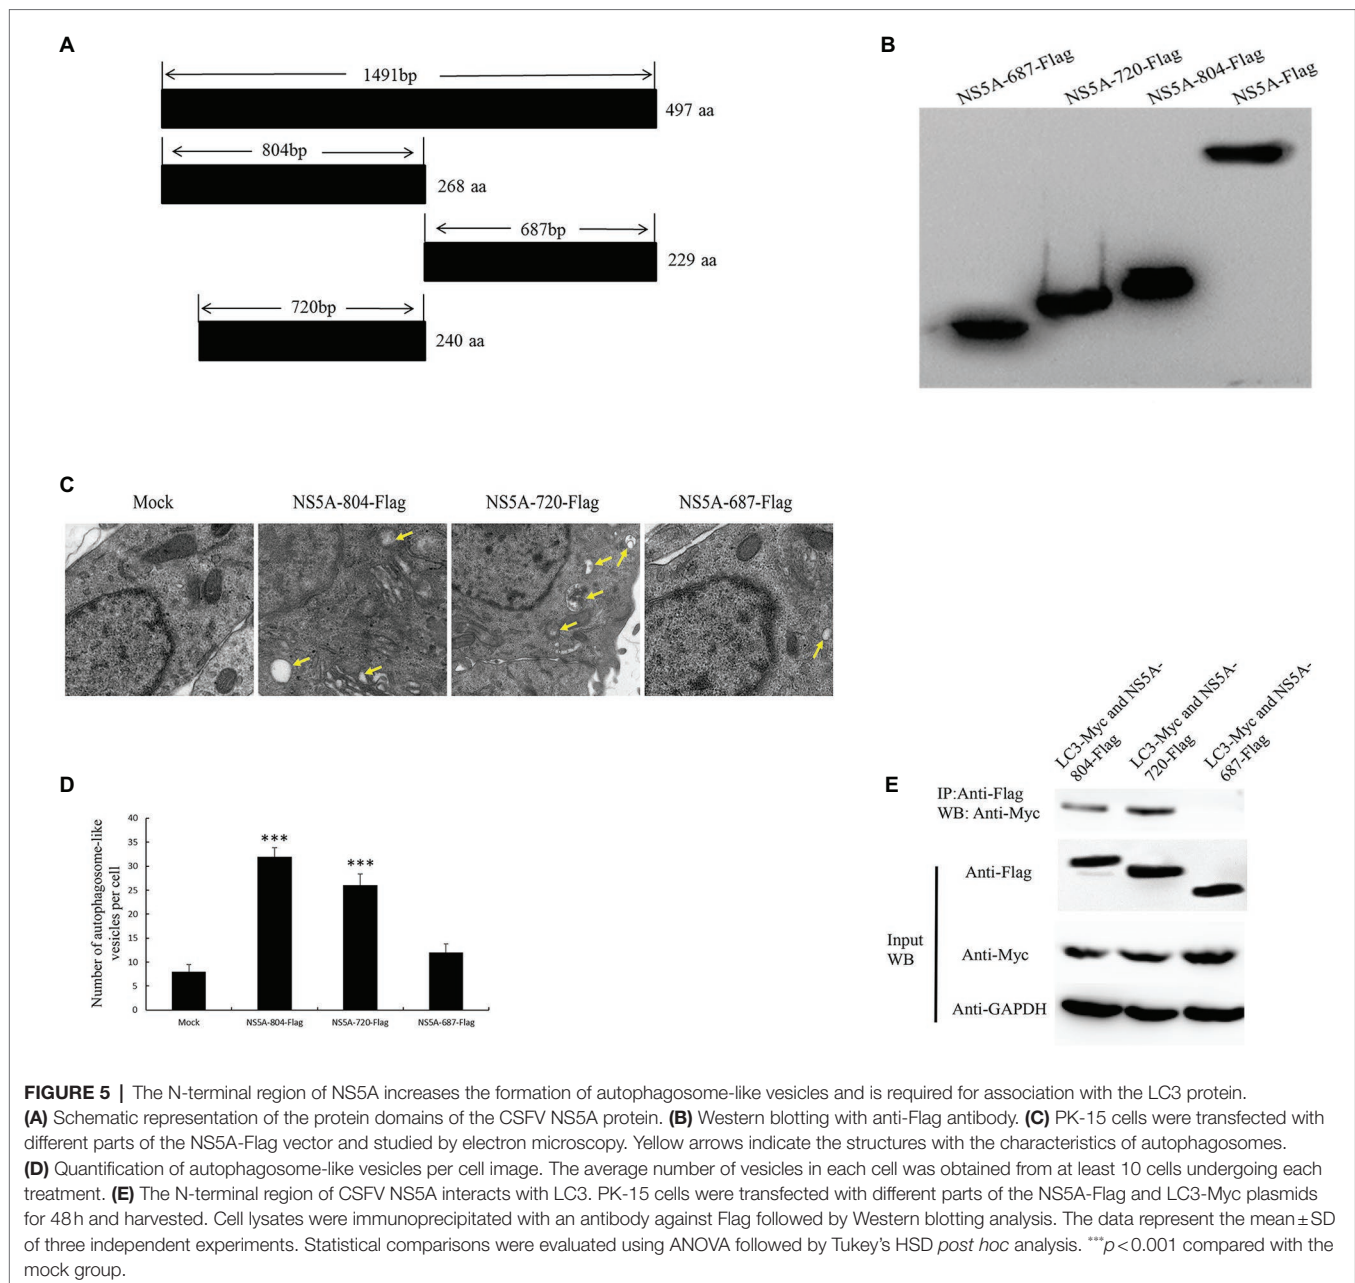 A
1491bp
497 aa
804bp
268 aa
687bp
229 aa
720bp
240 aa
B
NS5A-687-Flag
NS5A-720-Flag
NS5A-804-Flag
NS5A-Flag
C
Mock
NS5A-804-Flag
NS5A-720-Flag
NS5A-687-Flag
D
Number of autophagosome-like
vesicles per cell
40
35
30
25
20
15
10
5
0
***
***
Mock
NS5A-804-Flag
NS5A-720-Flag
NS5A-687-Flag
E
LC3-Myc and NS5A-
804-Flag
LC3-Myc and NS5A-
720-Flag
LC3-Myc and NS5A-
687-Flag
IP:Anti-Flag
WB: Anti-Myc
Anti-Flag
Input
WB
Anti-Myc
Anti-GAPDH
FIGURE 5 | The N-terminal region of NS5A increases the formation of autophagosome-like vesicles and is required for association with the LC3 protein.
(A) Schematic representation of the protein domains of the CSFV NS5A protein. (B) Western blotting with anti-Flag antibody. (C) PK-15 cells were transfected with
different parts of the NS5A-Flag vector and studied by electron microscopy. Yellow arrows indicate the structures with the characteristics of autophagosomes.
(D) Quantification of autophagosome-like vesicles per cell image. The average number of vesicles in each cell was obtained from at least 10 cells undergoing each
treatment. (E) The N-terminal region of CSFV NS5A interacts with LC3. PK-15 cells were transfected with different parts of the NS5A-Flag and LC3-Myc plasmids
for 48h and harvested. Cell lysates were immunoprecipitated with an antibody against Flag followed by Western blotting analysis. The data represent the mean±SD
of three independent experiments. Statistical comparisons were evaluated using ANOVA followed by Tukey's HSD post hoc analysis. ***p<0.001 compared with the
mock group.